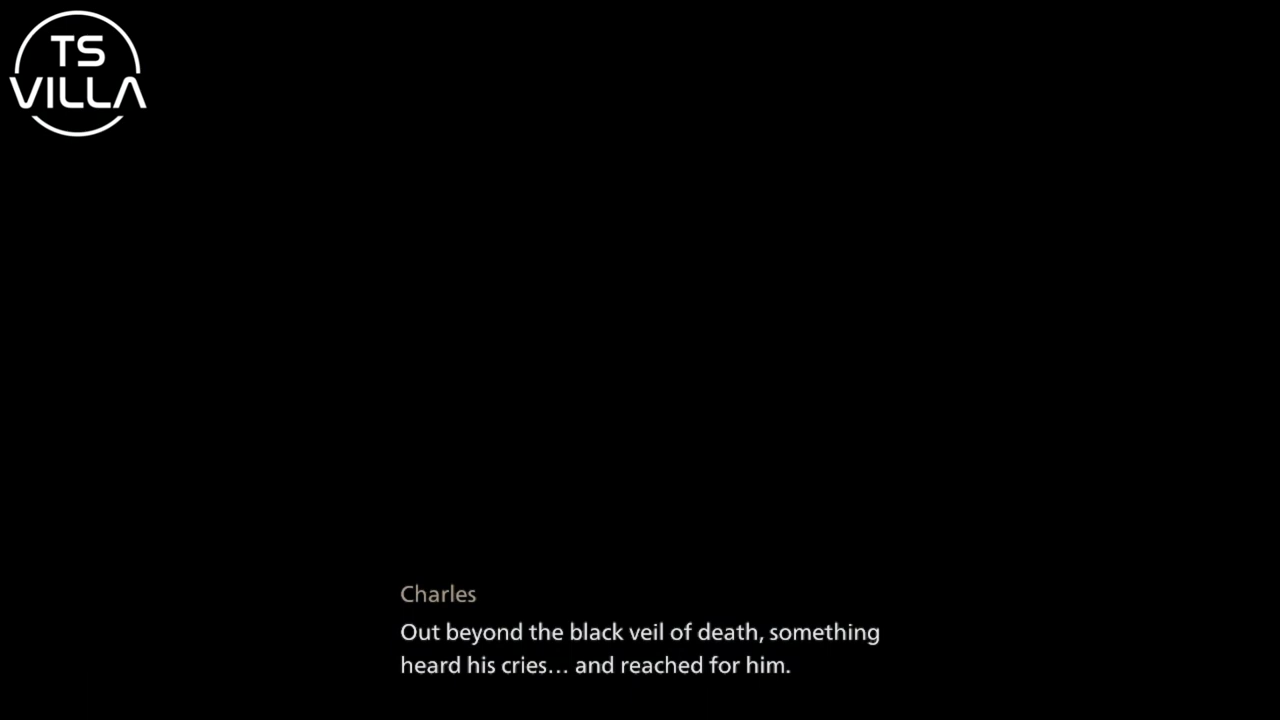 TS
VILLA
Charles
Out beyond the black veil of death, something
heard his cries... and reached for him.